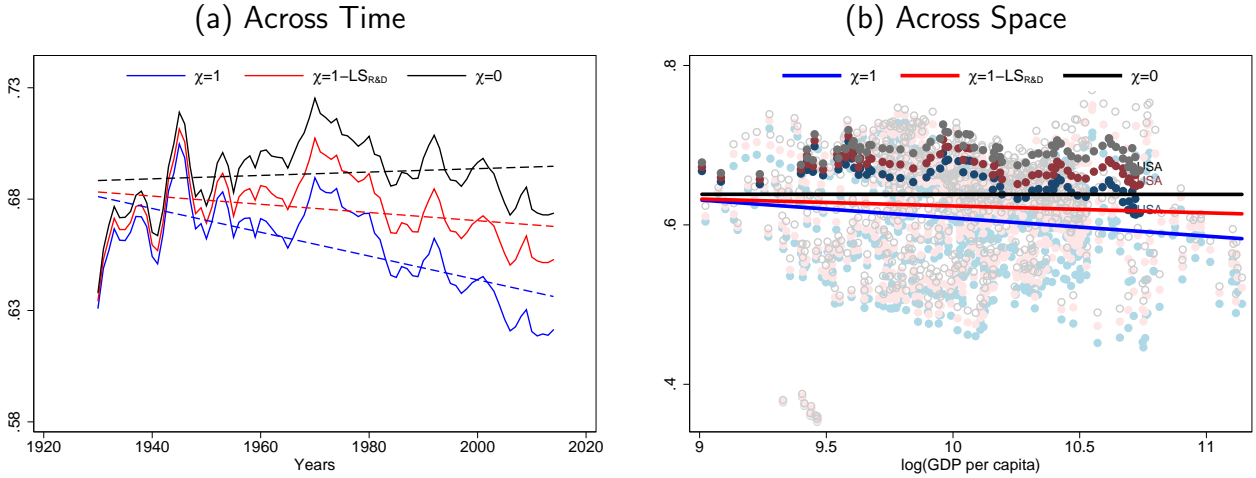 (a) Across Time
(b) Across Space
χ=1
χ=1−LS_R&D
χ=0
.73
.68
.63
.58
1920
1940
1960
1980
2000
2020
Years
χ=1
χ=1−LS_R&D
χ=0
.8
.6
.4
USA
USA
USA
9
9.5
10
10.5
11
log(GDP per capita)